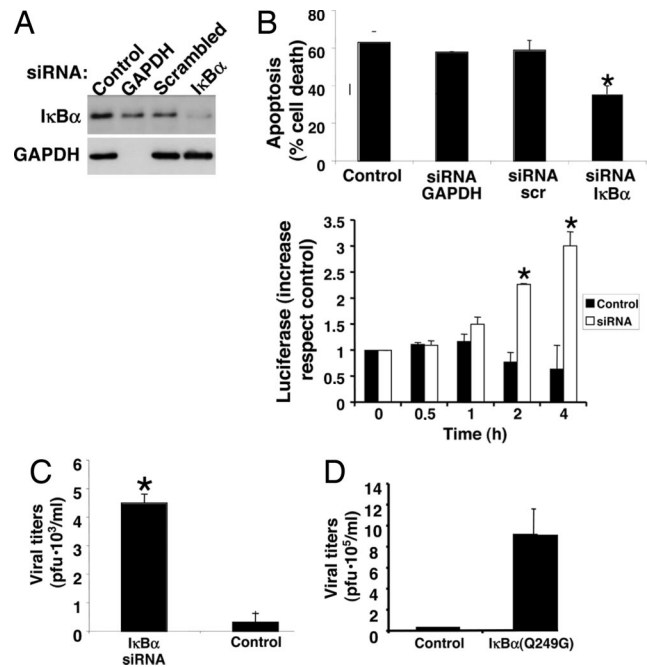 A
siRNA:
Control
GAPDH
Scrambled
IκBα
IκBα
GAPDH
B
Apoptosis
(% cell death)
80
60
40
20
0
Control
siRNA
GAPDH
siRNA
scr
siRNA
IκBα
*
Luciferase (increase
respect control)
3.5
3
2.5
2
1.5
1
0.5
0
*
*
Control
siRNA
0
0.5
1
2
4
Time (h)
C
Viral titers
(pfu·10³/ml)
6
5
4
3
2
1
0
*
IκBα
siRNA
Control
D
Viral titers
(pfu·10⁵/ml)
14
12
10
8
6
4
2
0
Control
IκBα(Q249G)